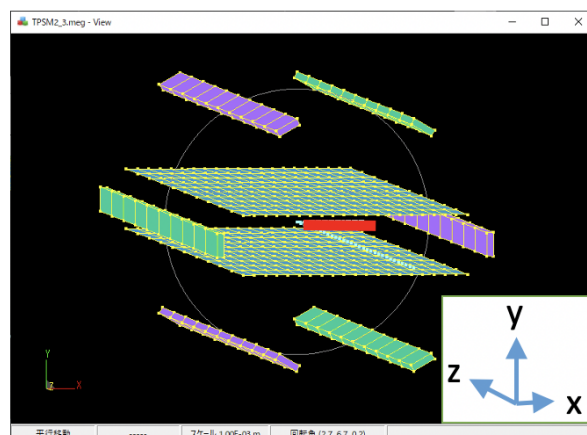 TPSM2_3.meg - View
Y
Z
X
y
z
x
平行移動
-----
スケール 1.00E-03 m
回転角 (2.7, 6.7, 0.2)